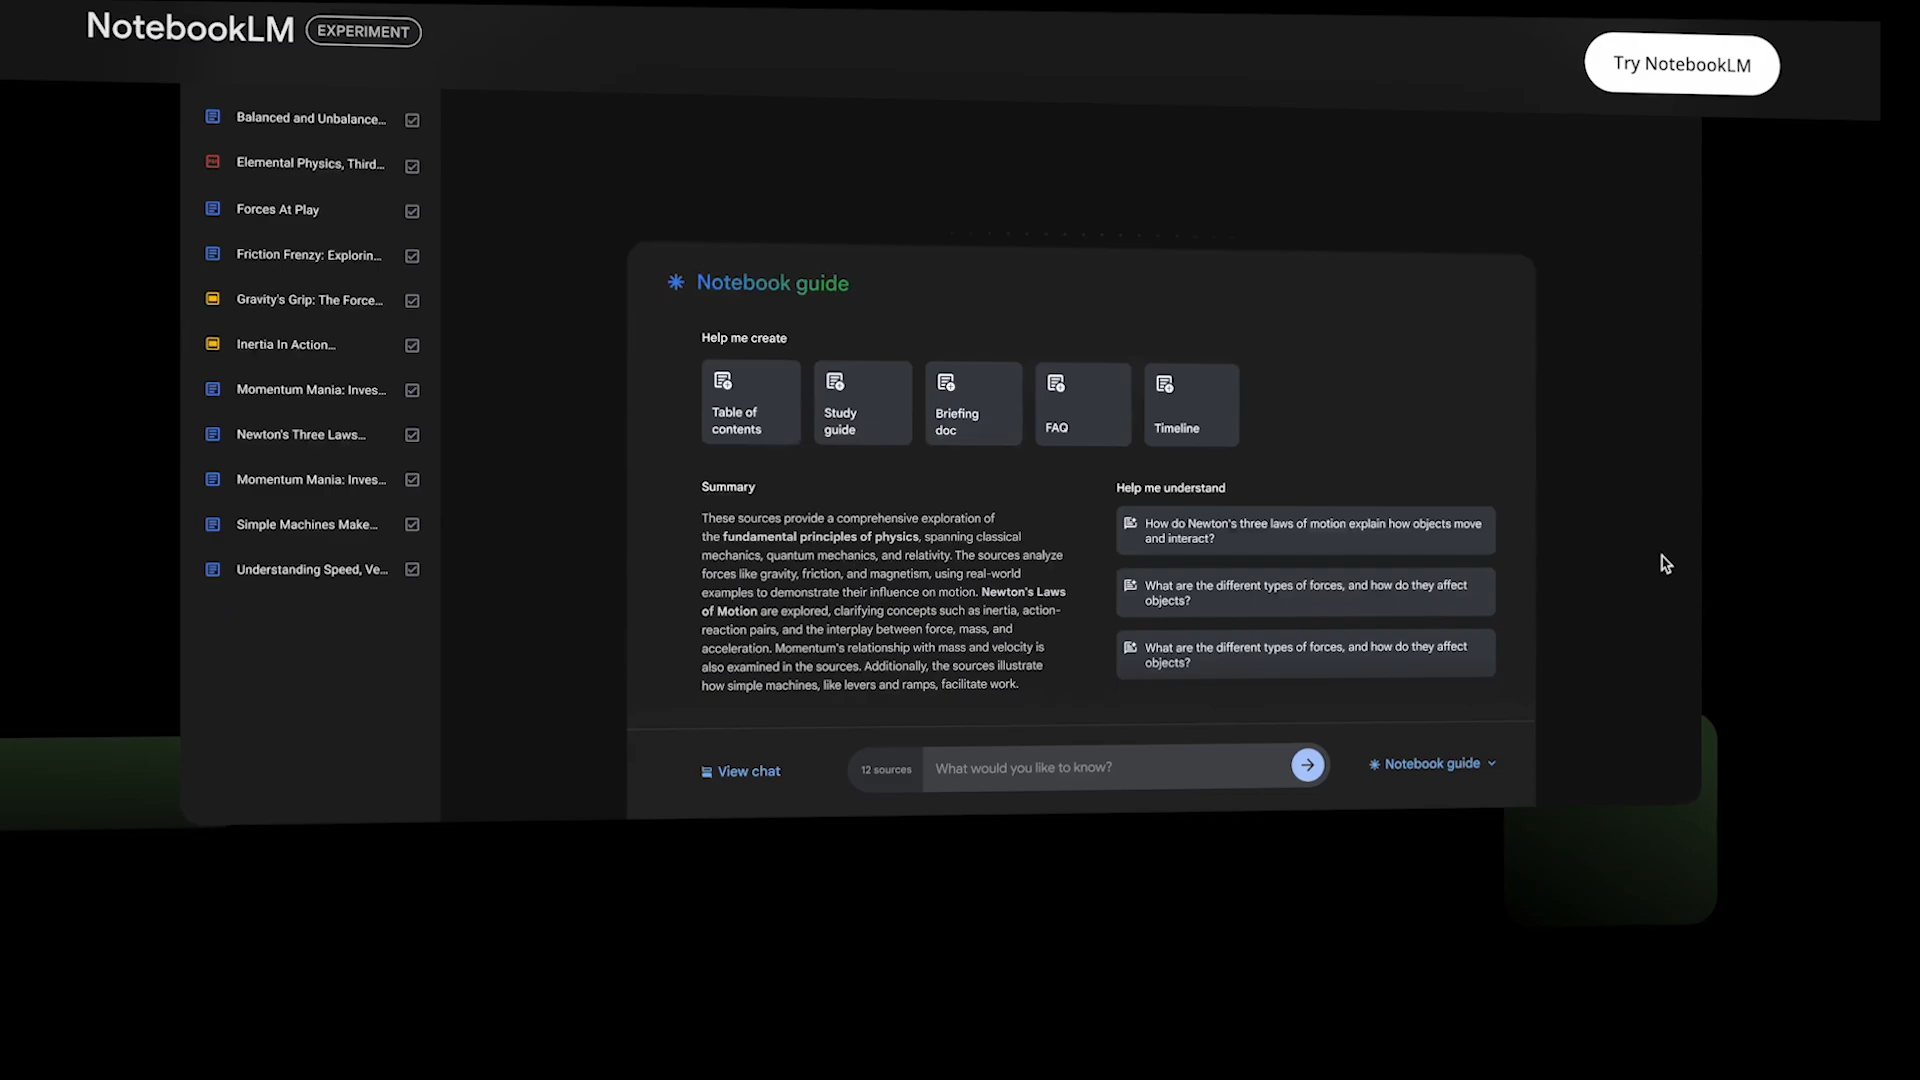 NotebookLM EXPERIMENT
Try NotebookLM
Balanced and Unbalance...
Elemental Physics, Third...
Forces At Play
Friction Frenzy: Explorin...
Gravity's Grip: The Force...
Inertia In Action...
Momentum Mania: Inves...
Newton's Three Laws...
Momentum Mania: Inves...
Simple Machines Make...
Understanding Speed, Ve...
Notebook guide
Help me create
Table of
contents
Study
guide
Briefing
doc
FAQ
Timeline
Summary
These sources provide a comprehensive exploration of
the fundamental principles of physics, spanning classical
mechanics, quantum mechanics, and relativity. The sources analyze
forces like gravity, friction, and magnetism, using real-world
examples to demonstrate their influence on motion. Newton's Laws
of Motion are explored, clarifying concepts such as inertia, action-
reaction pairs, and the interplay between force, mass, and
acceleration. Momentum's relationship with mass and velocity is
also examined in the sources. Additionally, the sources illustrate
how simple machines, like levers and ramps, facilitate work.
Help me understand
How do Newton's three laws of motion explain how objects move
and interact?
What are the different types of forces, and how do they affect
objects?
What are the different types of forces, and how do they affect
objects?
View chat
12 sources
What would you like to know?
Notebook guide